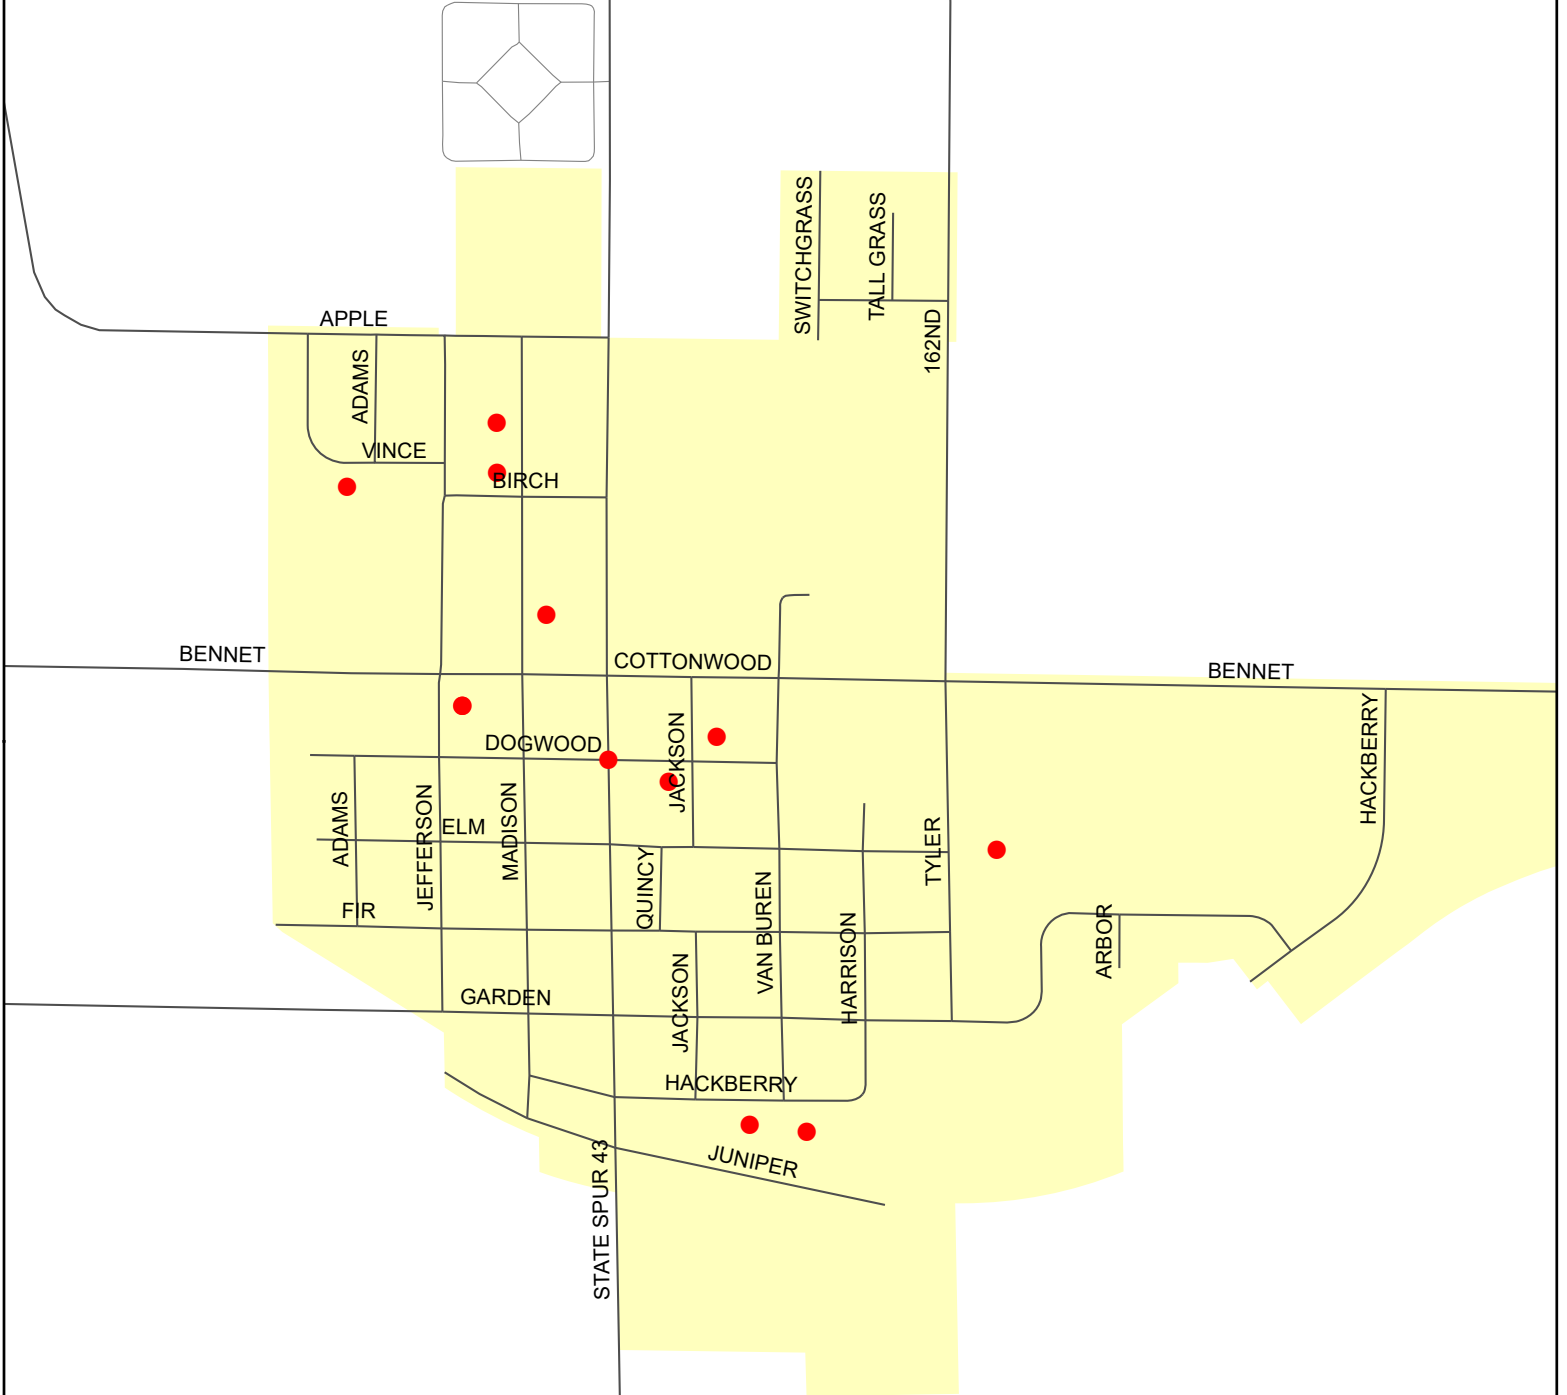 SWITCHGRASS
TALL GRASS
APPLE
162ND
ADAMS
VINCE
BIRCH
BENNET
COTTONWOOD
BENNET
HACKBERRY
JACKSON
DOGWOOD
ADAMS
JEFFERSON
MADISON
ELM
TYLER
QUINCY
VAN BUREN
FIR
HARRISON
ARBOR
JACKSON
GARDEN
HACKBERRY
JUNIPER
STATE SPUR 43